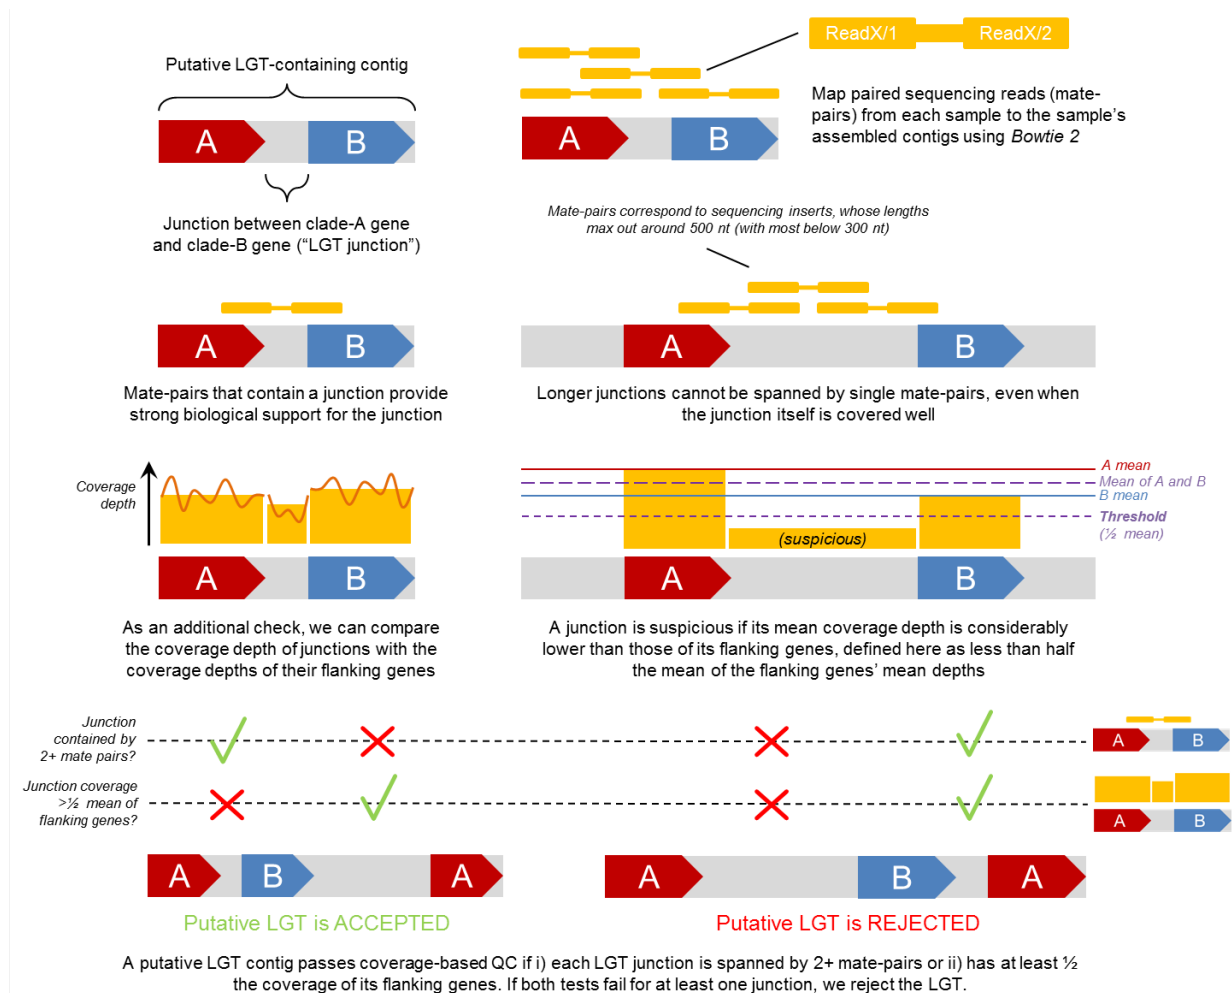 Putative LGT-containing contig
A
B
Junction between clade-A gene
and clade-B gene (“LGT junction”)
ReadX/1
ReadX/2
A
B
Map paired sequencing reads (mate-
pairs) from each sample to the sample’s
assembled contigs using Bowtie 2
Mate-pairs correspond to sequencing inserts, whose lengths
max out around 500 nt (with most below 300 nt)
A
B
Mate-pairs that contain a junction provide
strong biological support for the junction
A
B
Longer junctions cannot be spanned by single mate-pairs, even when
the junction itself is covered well
Coverage
depth
A
B
As an additional check, we can compare
the coverage depth of junctions with the
coverage depths of their flanking genes
A mean
Mean of A and B
B mean
Threshold
(½ mean)
(suspicious)
A
B
A junction is suspicious if its mean coverage depth is considerably
lower than those of its flanking genes, defined here as less than half
the mean of the flanking genes’ mean depths
Junction
contained by
2+ mate pairs?
A
B
Junction coverage
>½ mean of
flanking genes?
A
B
A
B
A
Putative LGT is ACCEPTED
A
B
A
Putative LGT is REJECTED
A putative LGT contig passes coverage-based QC if i) each LGT junction is spanned by 2+ mate-pairs or ii) has at least ½
the coverage of its flanking genes. If both tests fail for at least one junction, we reject the LGT.